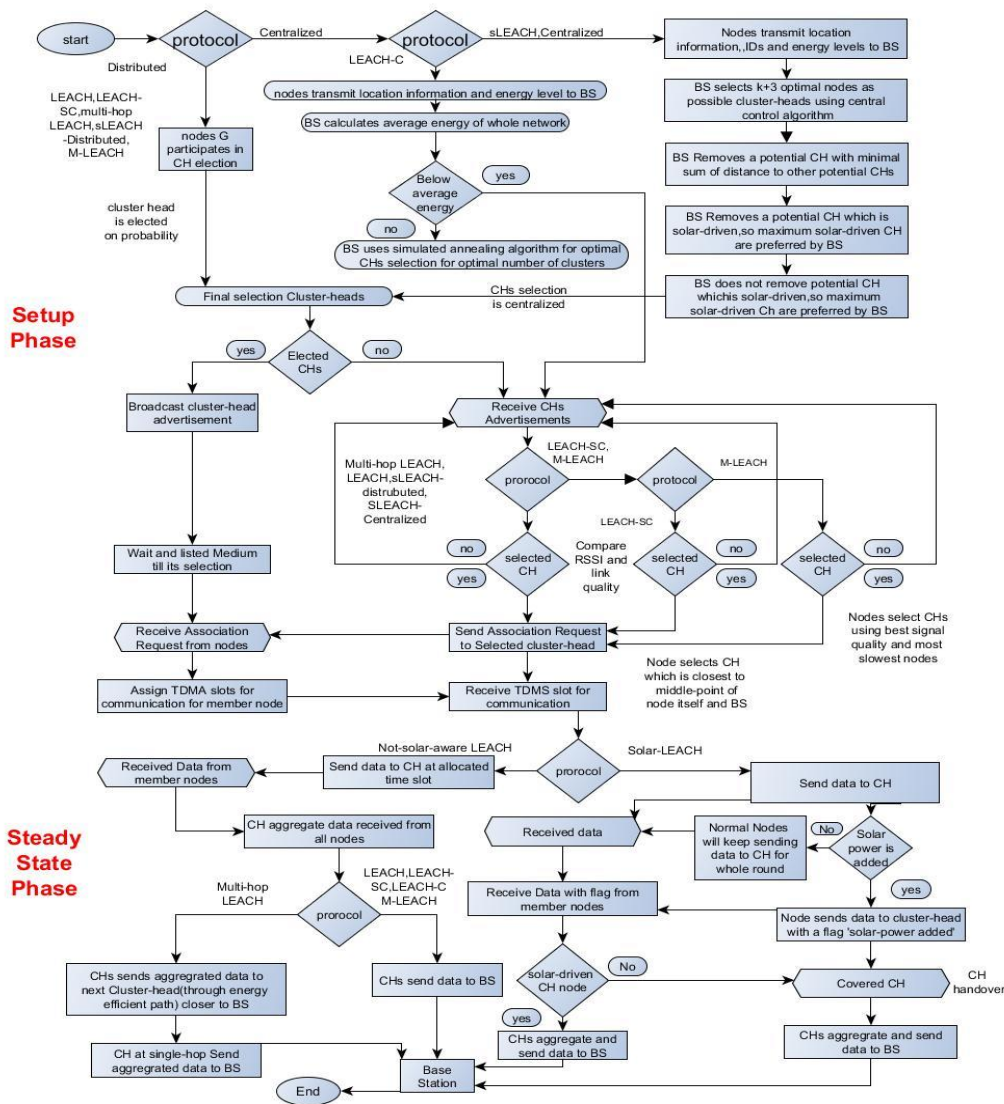 start
protocol
Centralized
protocol
sLEACH,Centralized
Nodes transmit location
information,,IDs and energy levels to BS
Distributed
LEACH-C
LEACH,LEACH-
SC,multi-hop
LEACH,sLEACH
-Distributed,
M-LEACH
nodes G
participates in
CH election
nodes transmit location information and energy level to BS
BS calculates average energy of whole network
BS selects k+3 optimal nodes as
possible cluster-heads using central
control algorithm
Below
average
energy
yes
no
BS Removes a potential CH with minimal
sum of distance to other potential CHs
cluster head
is elected
on probability
BS uses simulated annealing algorithm for optimal
CHs selection for optimal number of clusters
BS Removes a potential CH which is
solar-driven,so maximum solar-driven CH
are preferred by BS
Final selection Cluster-heads
CHs selection
is centralized
BS does not remove potential CH
whichis solar-driven,so maximum
solar-driven Ch are preferred by BS
Setup
Phase
yes
Elected
CHs
no
Broadcast cluster-head
advertisement
Receive CHs
Advertisements
Multi-hop LEACH,
LEACH,sLEACH-
distrubuted,
SLEACH-
Centralized
prorocol
LEACH-SC,
M-LEACH
protocol
M-LEACH
LEACH-SC
Wait and listed Medium
till its selection
no
yes
selected
CH
Compare
RSSI and
link
quality
selected
CH
no
yes
selected
CH
no
yes
Receive Association
Request from nodes
Send Association Request
to Selected cluster-head
Nodes select CHs
using best signal
quality and most
slowest nodes
Node selects CH
which is closest to
middle-point of
node itself and BS
Assign TDMA slots for
communication for member node
Receive TDMS slot for
communication
Not-solar-aware LEACH
prorocol
Solar-LEACH
Received Data from
member nodes
Send data to CH at allocated
time slot
Send data to CH
Steady
State
Phase
CH aggregate data received from
all nodes
Received data
Normal Nodes
will keep sending
data to CH for
whole round
No
Solar
power is
added
yes
Multi-hop
LEACH
prorocol
LEACH,LEACH-
SC,LEACH-C
M-LEACH
Receive Data with flag from
member nodes
Node sends data to cluster-head
with a flag 'solar-power added'
CHs sends aggregrated data to
next Cluster-head(through energy
efficient path) closer to BS
CHs send data to BS
solar-driven
CH node
No
yes
Covered CH
CH
handover
CH at single-hop Send
aggregrated data to BS
CHs aggregate and
send data to BS
CHs aggregrate and
send data to BS
Base
Station
End